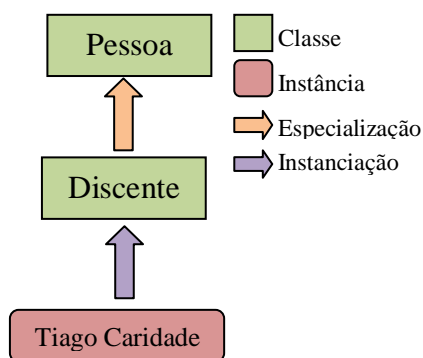 Pessoa
Classe
Instância
Especialização
Instanciação
Discente
Tiago Caridade